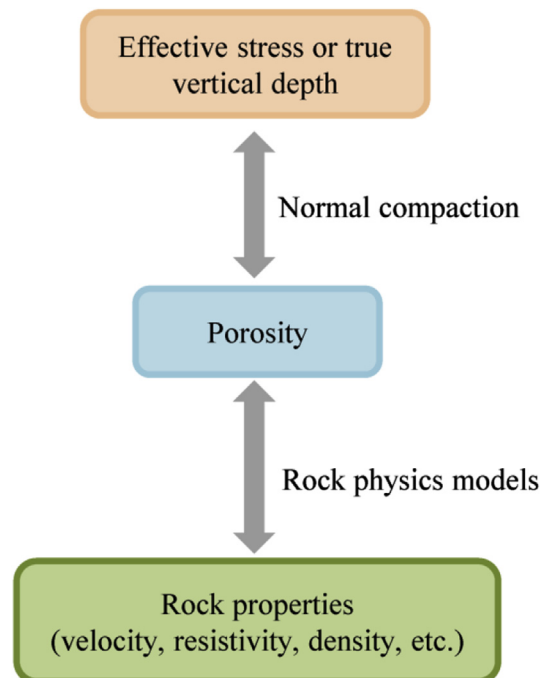 Effective stress or true
vertical depth
Normal compaction
Porosity
Rock physics models
Rock properties
(velocity, resistivity, density, etc.)